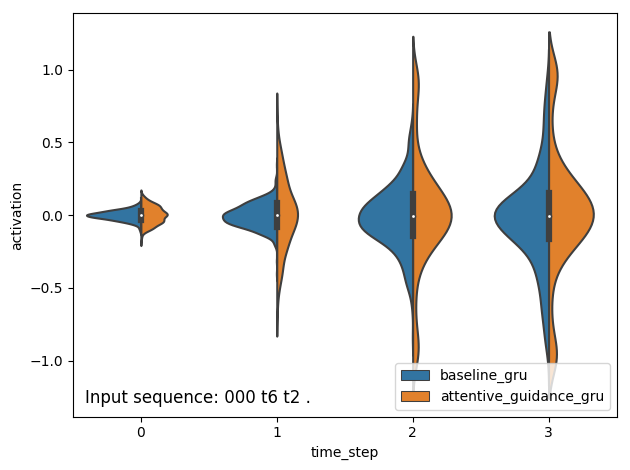 1.0
0.5
0.0
−0.5
−1.0
activation
0
1
2
3
time_step
Input sequence: 000 t6 t2 .
baseline_gru
attentive_guidance_gru